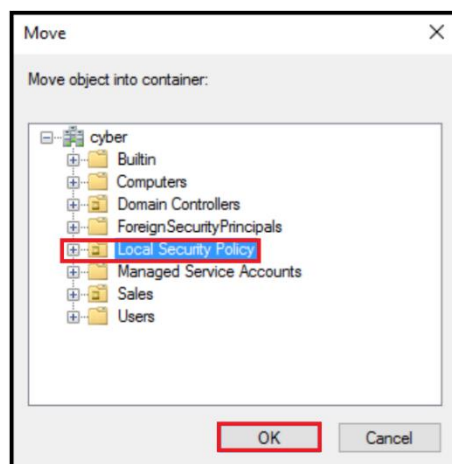 Move
Move object into container:
cyber
Builtin
Computers
Domain Controllers
ForeignSecurityPrincipals
Local Security Policy
Managed Service Accounts
Sales
Users
OK Cancel